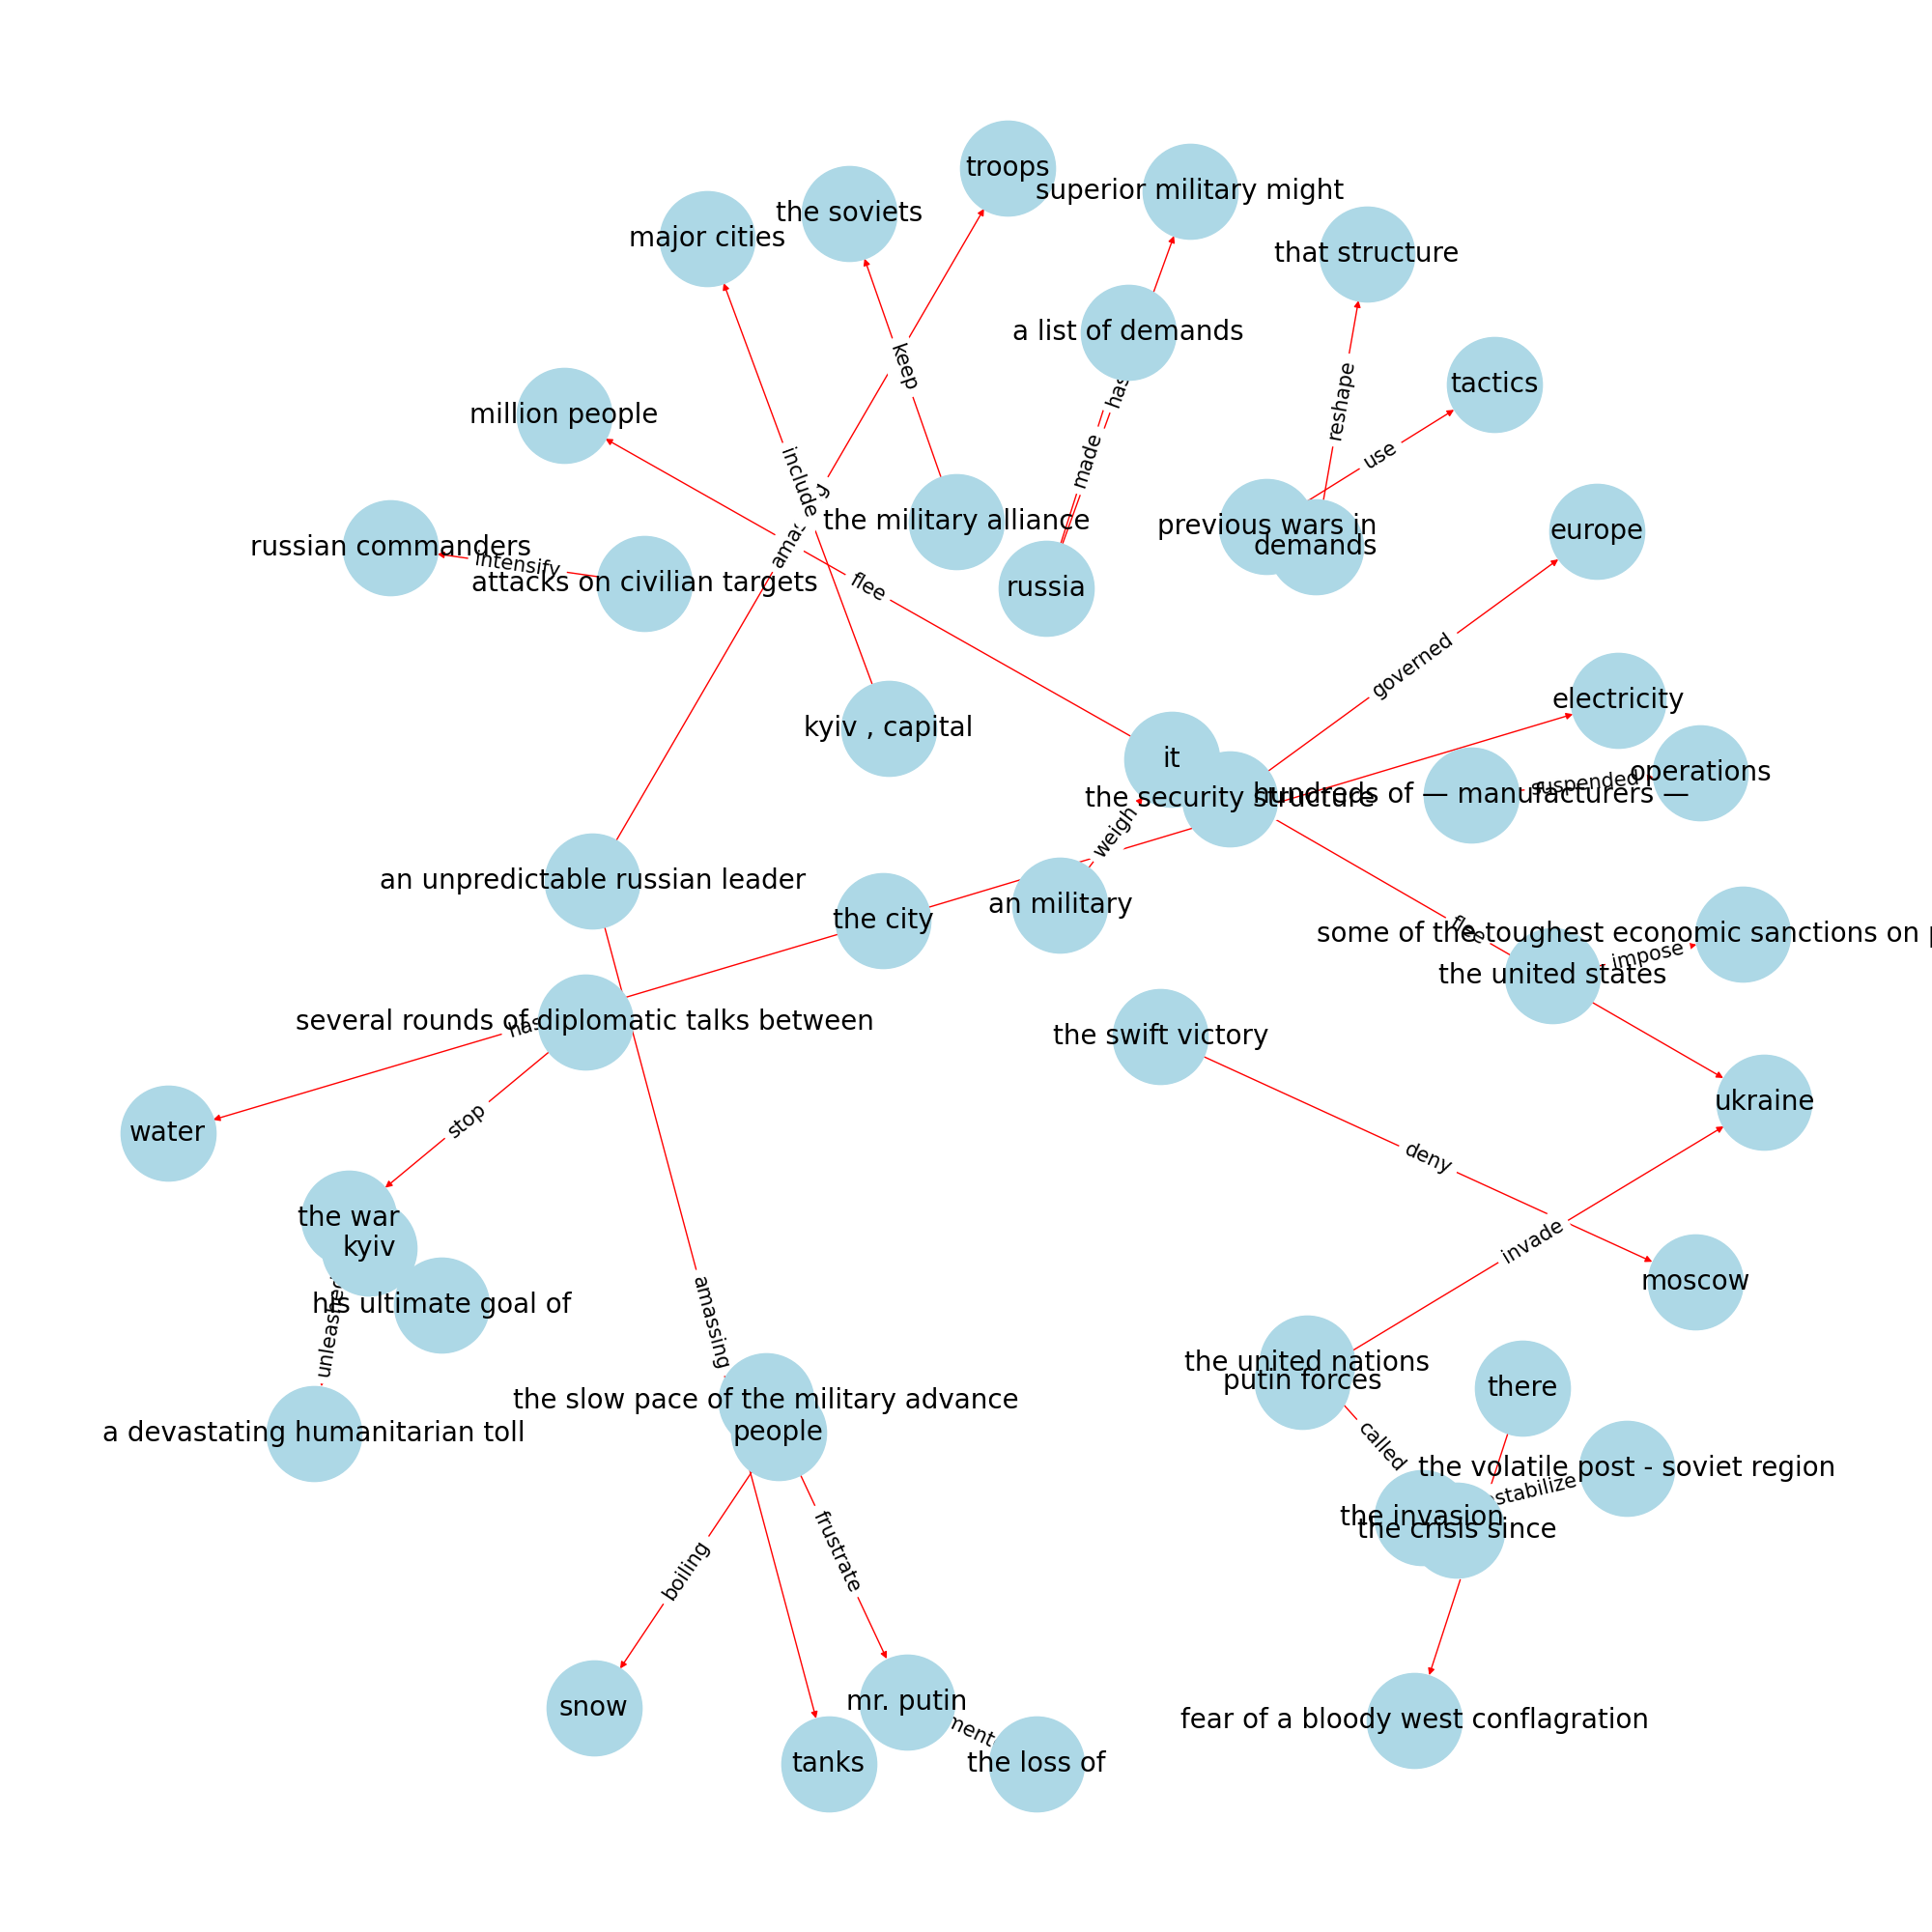 troops
superior military might
the soviets
major cities
that structure
a list of demands
keep
has
reshape
tactics
million people
made
use
include
the military alliance
previous wars in
demands
europe
russian commanders
intensify
attacks on civilian targets
flee
russia
governed
electricity
kyiv , capital
it
operations
suspended
the security structure
hundreds of — manufacturers —
weigh
an unpredictable russian leader
an military
the city
flee
some of the toughest economic sanctions on
impose
the united states
several rounds of diplomatic talks between
has
the swift victory
ukraine
water
stop
deny
the war
kyiv
invade
moscow
his ultimate goal of
unleashed
amassing
the united nations
putin forces
there
the slow pace of the military advance
people
a devastating humanitarian toll
called
the volatile post - soviet region
the invasion
the crisis since
boiling
frustrate
snow
mr. putin
fear of a bloody west conflagration
tanks
the loss of